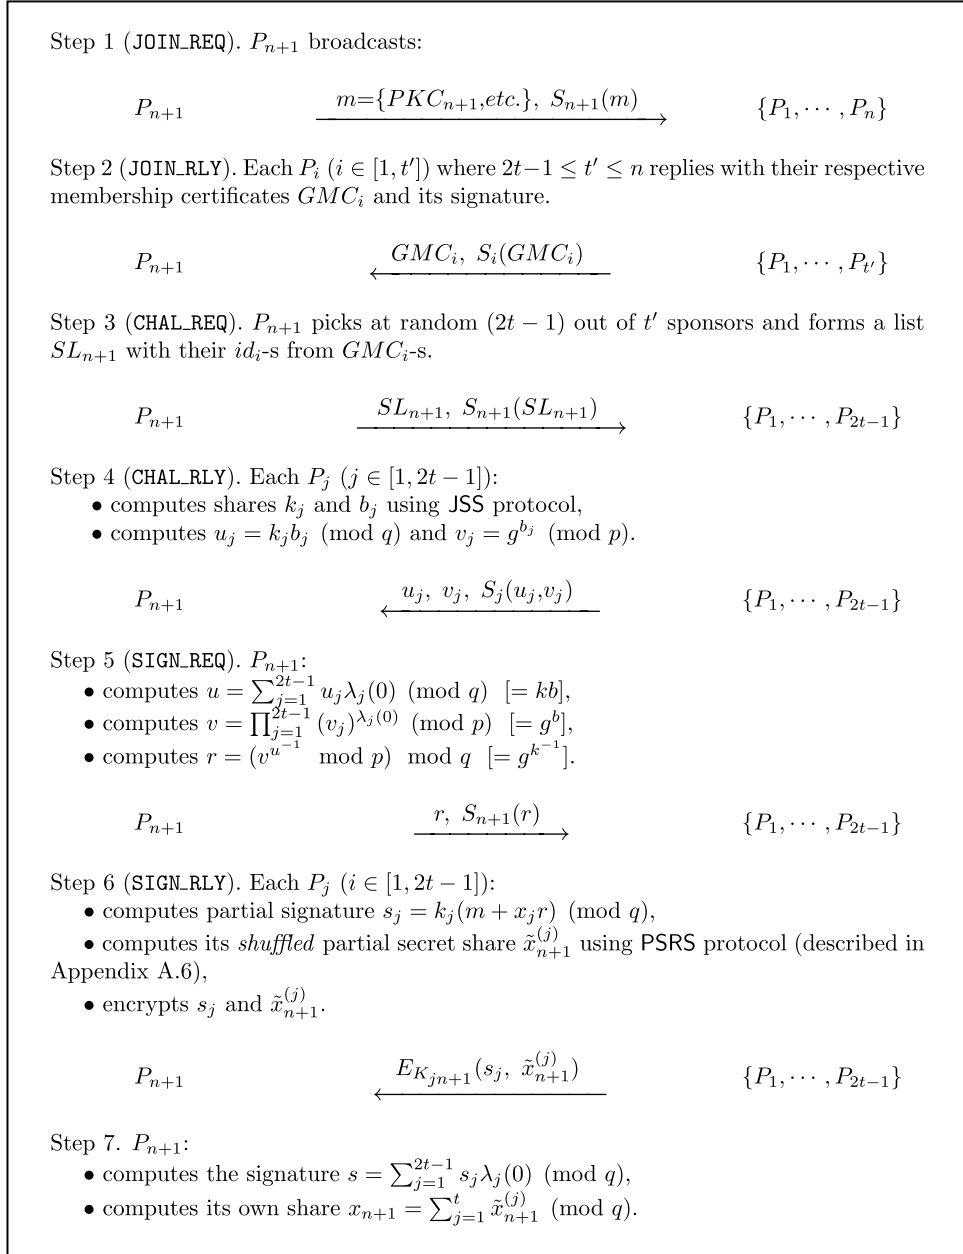 Step 1 (JOIN_REQ). P_{n+1} broadcasts:
P_{n+1} m={PKC_{n+1},etc.}, S_{n+1}(m) {P_1, ··· , P_n}
Step 2 (JOIN_RLY). Each P_i (i ∈ [1, t′]) where 2t−1 ≤ t′ ≤ n replies with their respective
membership certificates GMC_i and its signature.
P_{n+1} GMC_i, S_i(GMC_i) {P_1, ··· , P_{t′}}
Step 3 (CHAL_REQ). P_{n+1} picks at random (2t − 1) out of t′ sponsors and forms a list
SL_{n+1} with their id_i-s from GMC_i-s.
P_{n+1} SL_{n+1}, S_{n+1}(SL_{n+1}) {P_1, ··· , P_{2t−1}}
Step 4 (CHAL_RLY). Each P_j (j ∈ [1, 2t − 1]):
• computes shares k_j and b_j using JSS protocol,
• computes u_j = k_j b_j (mod q) and v_j = g^{b_j} (mod p).
P_{n+1} u_j, v_j, S_j(u_j,v_j) {P_1, ··· , P_{2t−1}}
Step 5 (SIGN_REQ). P_{n+1}:
• computes u = ∑_{j=1}^{2t−1} u_j λ_j(0) (mod q) [= kb],
• computes v = ∏_{j=1}^{2t−1} (v_j)^{λ_j(0)} (mod p) [= g^b],
• computes r = (v^{u^{−1}} mod p) mod q [= g^{k^{−1}}].
P_{n+1} r, S_{n+1}(r) {P_1, ··· , P_{2t−1}}
Step 6 (SIGN_RLY). Each P_j (i ∈ [1, 2t − 1]):
• computes partial signature s_j = k_j(m + x_j r) (mod q),
• computes its shuffled partial secret share x̃_{n+1}^{(j)} using PSRS protocol (described in
Appendix A.6),
• encrypts s_j and x̃_{n+1}^{(j)}.
P_{n+1} E_{K_{jn+1}}(s_j, x̃_{n+1}^{(j)}) {P_1, ··· , P_{2t−1}}
Step 7. P_{n+1}:
• computes the signature s = ∑_{j=1}^{2t−1} s_j λ_j(0) (mod q),
• computes its own share x_{n+1} = ∑_{j=1}^{t} x̃_{n+1}^{(j)} (mod q).